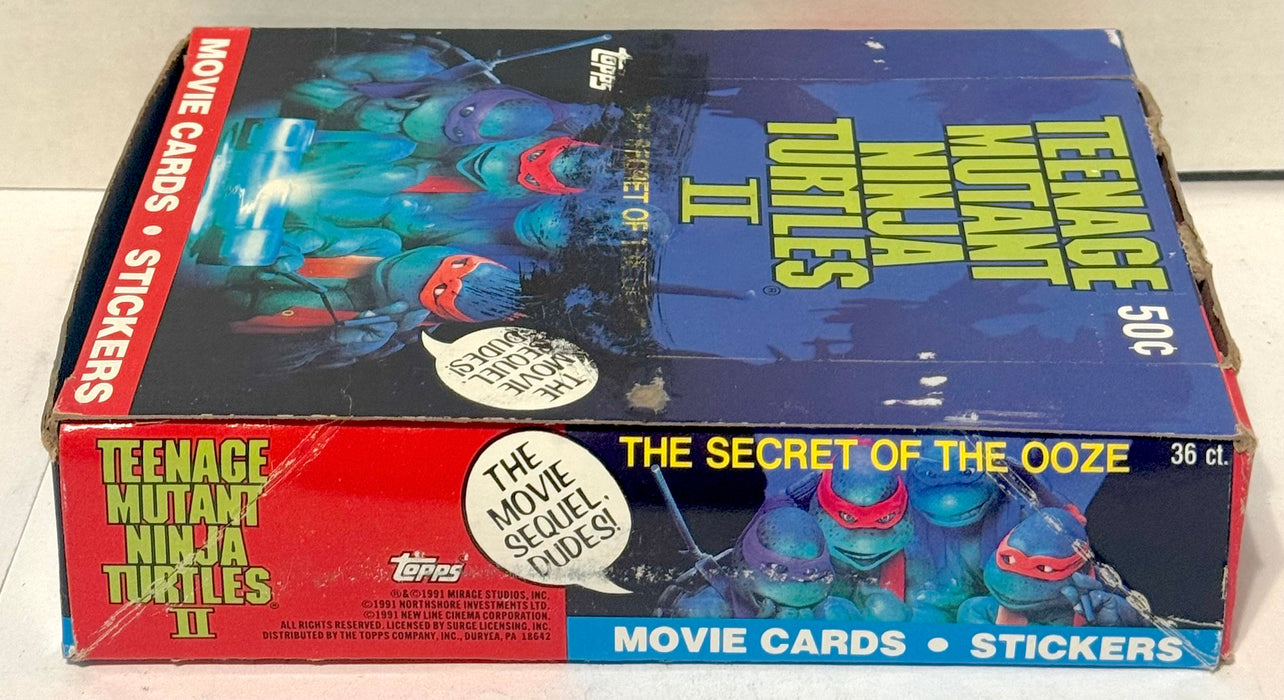 MOVIE CARDS • STICKERS
topps
TEENAGE
MUTANT
NINJA
TURTLES
II
®
50¢
SECRET OF
THE
MOVIE
SEQUEL,
DUDES!
TEENAGE
MUTANT
NINJA
TURTLES
II
®
topps
®&©1991 MIRAGE STUDIOS, INC.
©1991 NORTHSHORE INVESTMENTS LTD.
©1991 NEW LINE CINEMA CORPORATION.
ALL RIGHTS RESERVED. LICENSED BY SURGE LICENSING, INC.
DISTRIBUTED BY THE TOPPS COMPANY, INC., DURYEA, PA 18642
THE
MOVIE
SEQUEL,
DUDES!
THE SECRET OF THE OOZE
36 ct.
MOVIE CARDS • STICKERS